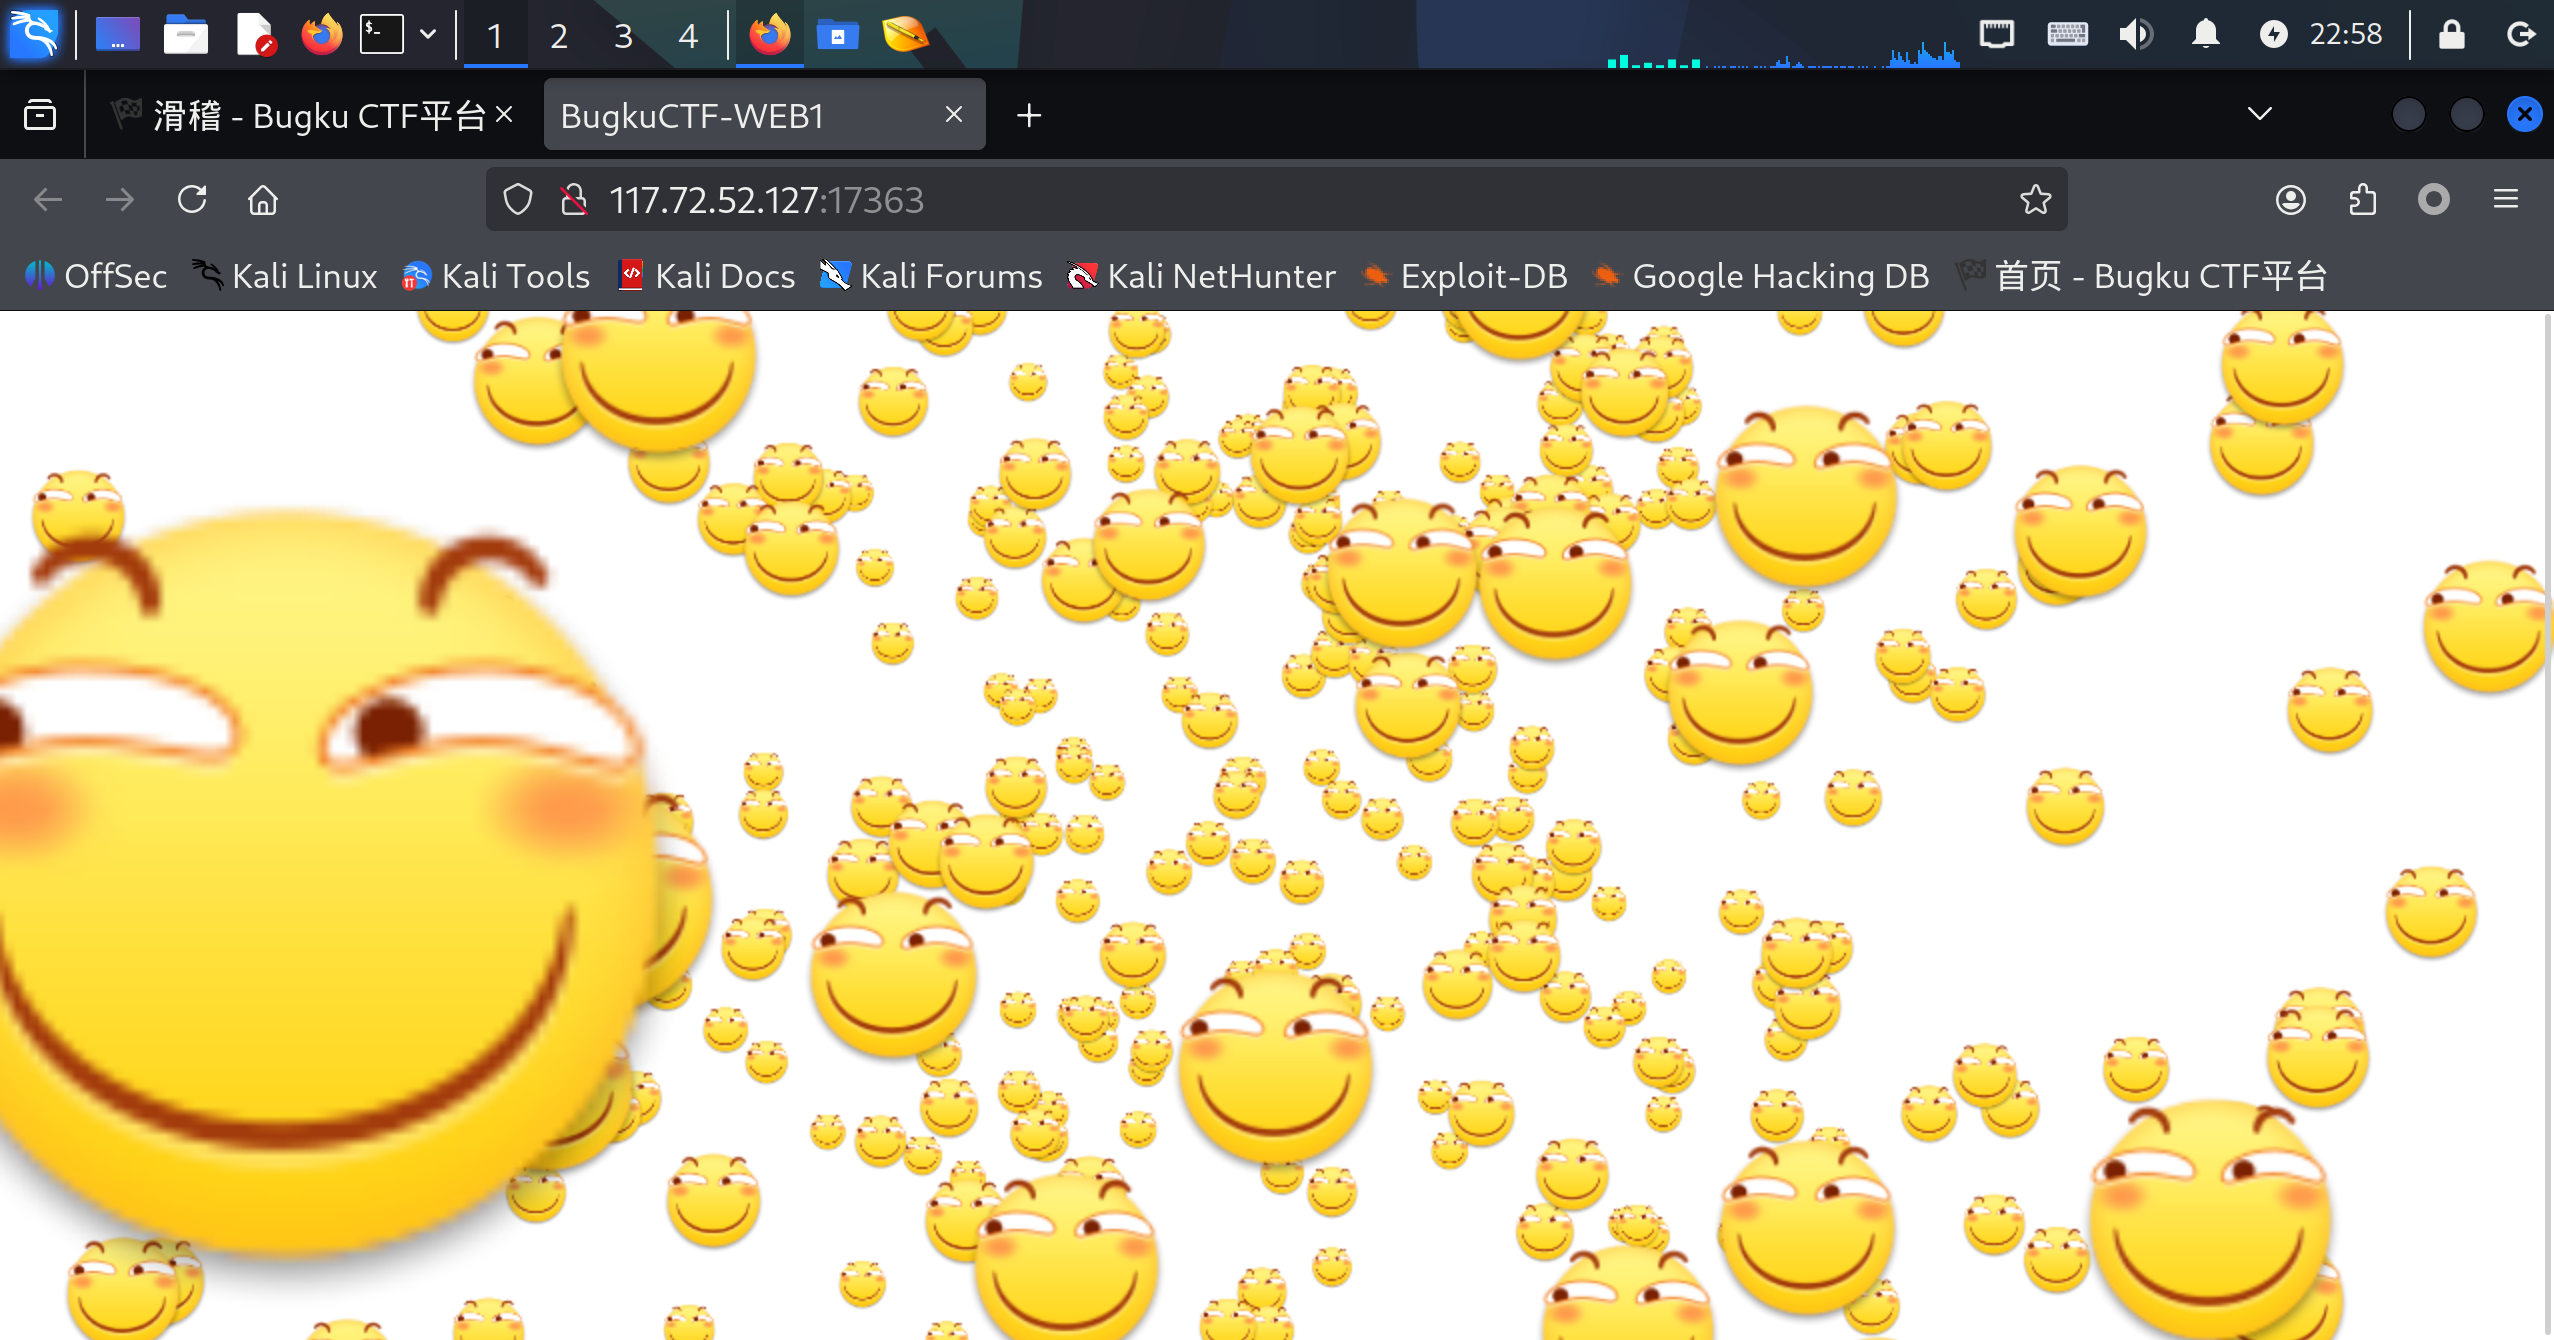 1 2 3 4 22:58
滑稽 - Bugku CTF平台 BugkuCTF-WEB1
117.72.52.127:17363
OffSec Kali Linux Kali Tools Kali Docs Kali Forums Kali NetHunter Exploit-DB Google Hacking DB 首页 - Bugku CTF平台